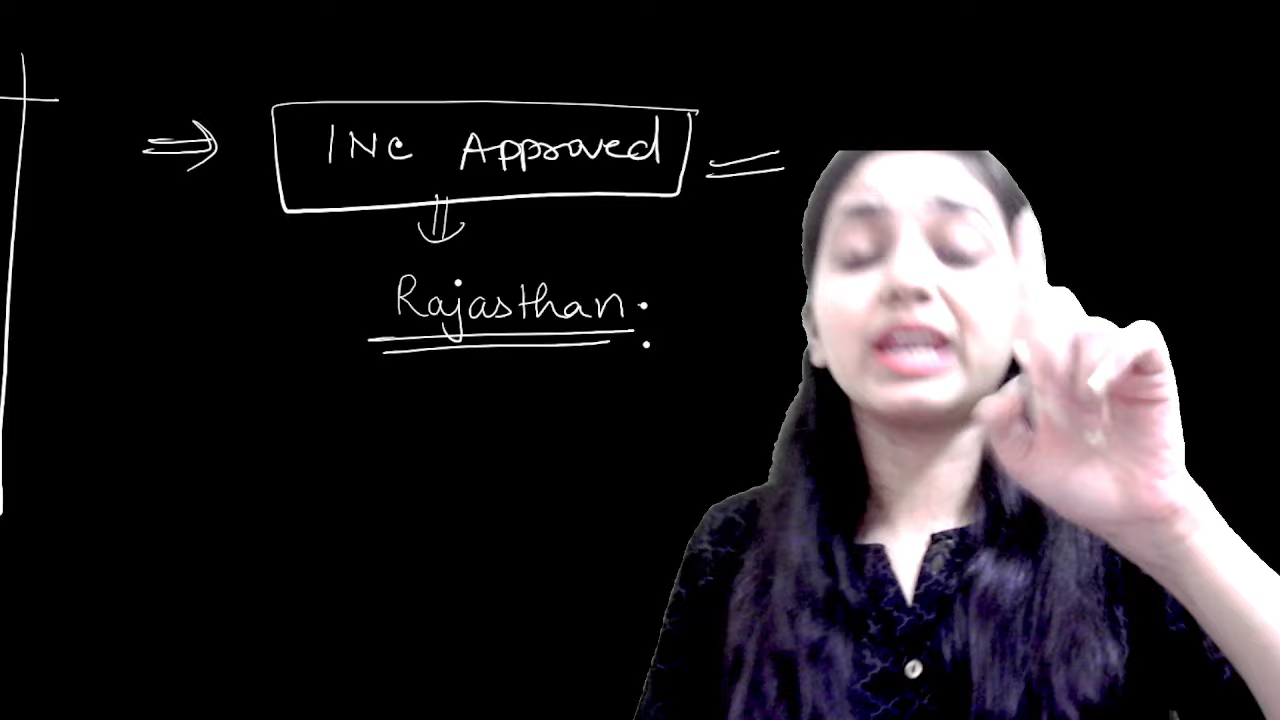 ⇒ INC Approved =
⇓
Rajasthan :